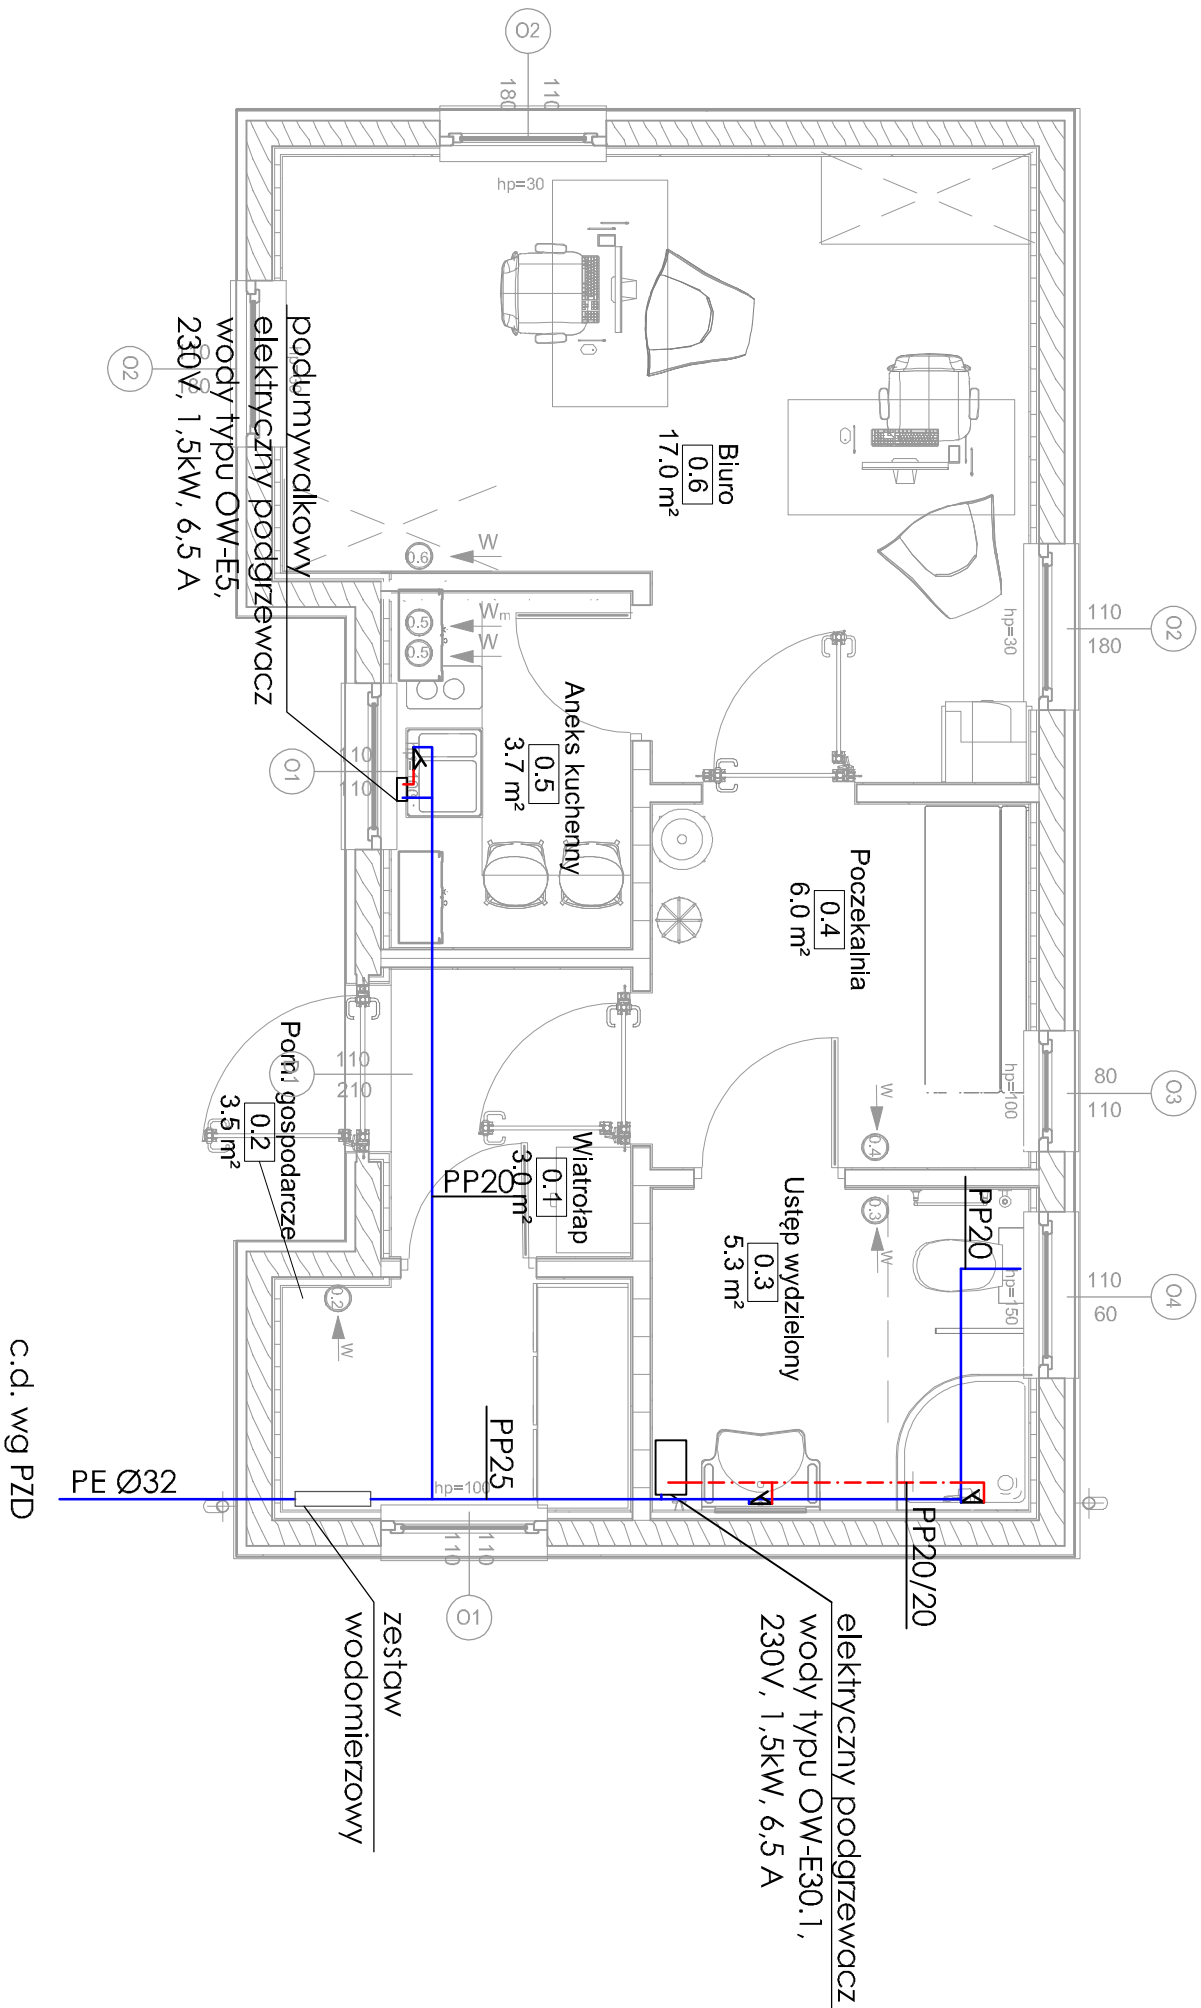 O2
110
180
hp=30
O2
podumywalkowy
elektryczny podgrzewacz
wody typu OW-E5,
230V, 1,5kW, 6,5 A
Biuro
0.6
17.0 m²
hp=30
110
180
O2
0.6
W
0.5
Wm
0.5
W
Aneks kuchenny
0.5
3.7 m²
110
110
O1
Poczekalnia
0.4
6.0 m²
hp=100
80
110
O3
W
0.4
Pom. gospodarcze
0.2
3.5 m²
110
210
Wiatrołap
0.1
3.0 m²
PP20
Ustęp wydzielony
0.3
5.3 m²
0.3
W
PP20
hp=150
110
60
O4
0.2
W
PP25
hp=100
110
110
O1
PP20/20
c.d. wg PZD
PE Ø32
zestaw
wodomierzowy
elektryczny podgrzewacz
wody typu OW-E30.1,
230V, 1,5kW, 6,5 A